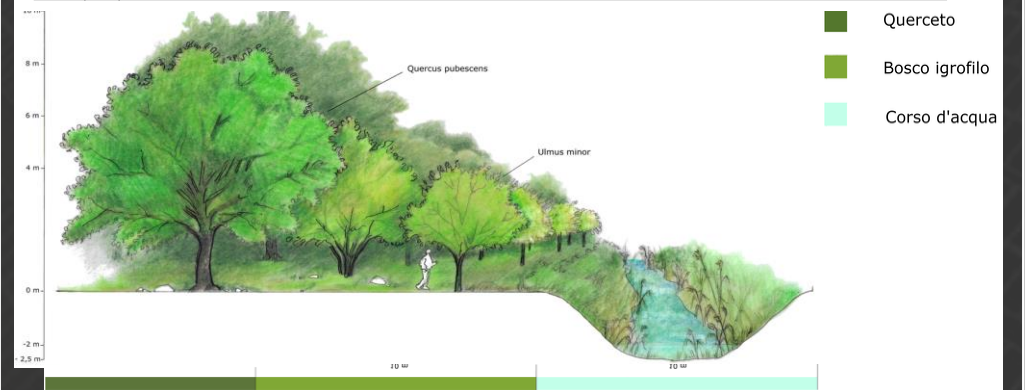 8 m
6 m
4 m
0 m
-2 m
- 2,5 m
Quercus pubescens
Ulmus minor
10 m
10 m
Querceto
Bosco igrofilo
Corso d'acqua